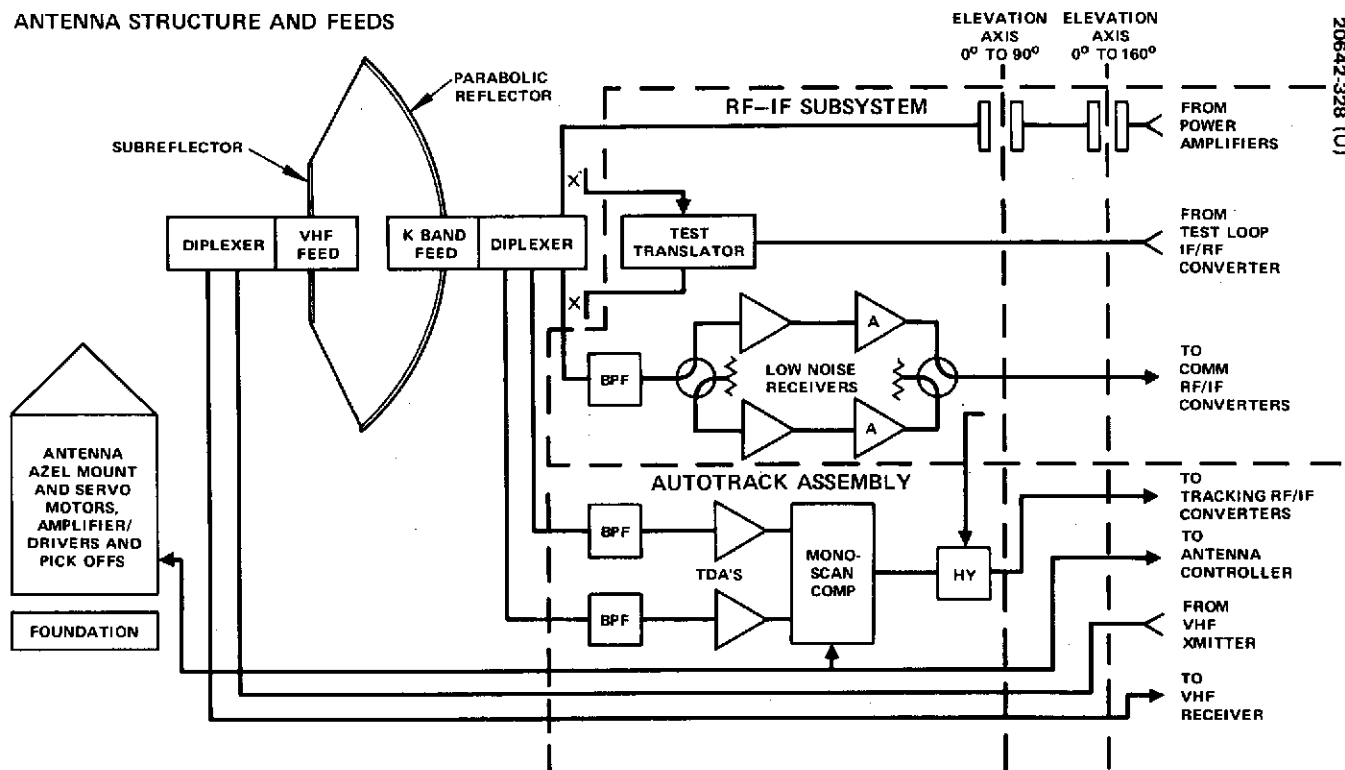 ANTENNA STRUCTURE AND FEEDS
ELEVATION
AXIS
0° TO 90°
ELEVATION
AXIS
0° TO 160°
20642-328 (U)
PARABOLIC
REFLECTOR
SUBREFLECTOR
RF–IF SUBSYSTEM
FROM
POWER
AMPLIFIERS
X
DIPLEXER
VHF
FEED
K BAND
FEED
DIPLEXER
TEST
TRANSLATOR
FROM
TEST LOOP
IF/RF
CONVERTER
X
A
BPF
LOW NOISE
RECEIVERS
TO
COMM
RF/IF
CONVERTERS
A
ANTENNA
AZEL MOUNT
AND SERVO
MOTORS,
AMPLIFIER/
DRIVERS AND
PICK OFFS
FOUNDATION
AUTOTRACK ASSEMBLY
TO
TRACKING RF/IF
CONVERTERS
BPF
TDA'S
MONO-
SCAN
COMP
HY
TO
ANTENNA
CONTROLLER
BPF
FROM
VHF
XMITTER
TO
VHF
RECEIVER